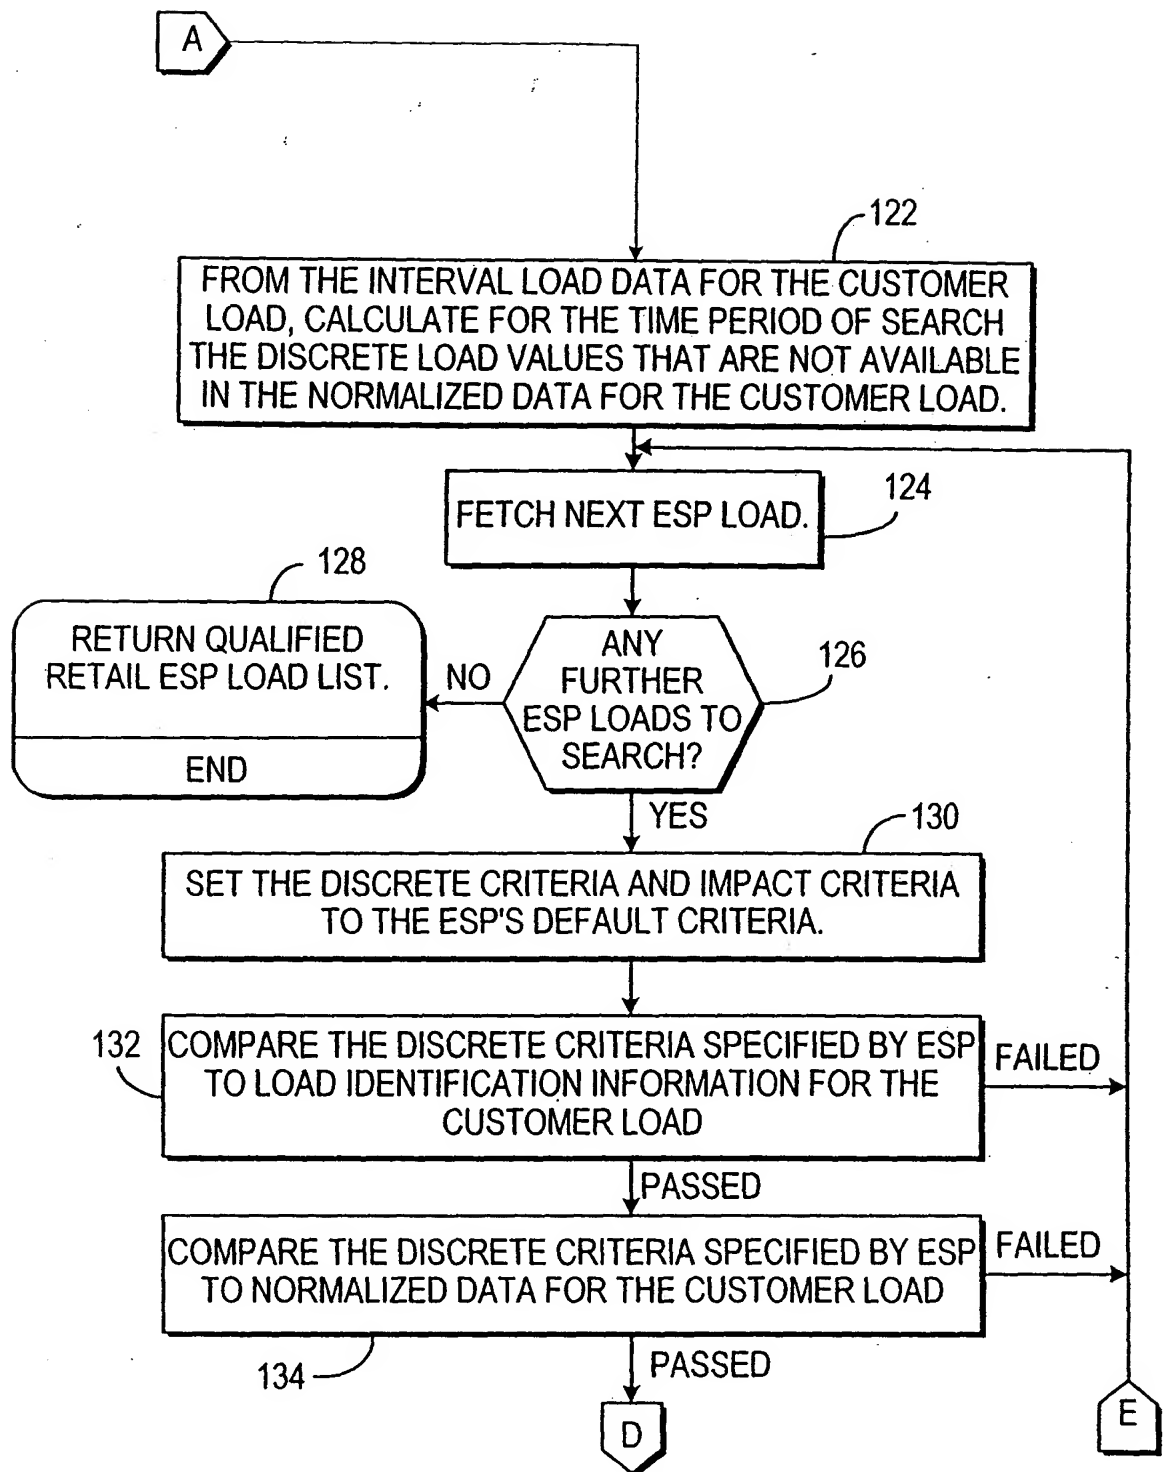 A
122
FROM THE INTERVAL LOAD DATA FOR THE CUSTOMER
LOAD, CALCULATE FOR THE TIME PERIOD OF SEARCH
THE DISCRETE LOAD VALUES THAT ARE NOT AVAILABLE
IN THE NORMALIZED DATA FOR THE CUSTOMER LOAD.
124
FETCH NEXT ESP LOAD.
128
RETURN QUALIFIED
RETAIL ESP LOAD LIST.
END
NO
ANY
FURTHER
ESP LOADS TO
SEARCH?
126
YES
130
SET THE DISCRETE CRITERIA AND IMPACT CRITERIA
TO THE ESP'S DEFAULT CRITERIA.
132
COMPARE THE DISCRETE CRITERIA SPECIFIED BY ESP
TO LOAD IDENTIFICATION INFORMATION FOR THE
CUSTOMER LOAD
FAILED
PASSED
COMPARE THE DISCRETE CRITERIA SPECIFIED BY ESP
TO NORMALIZED DATA FOR THE CUSTOMER LOAD
FAILED
134
PASSED
D
E